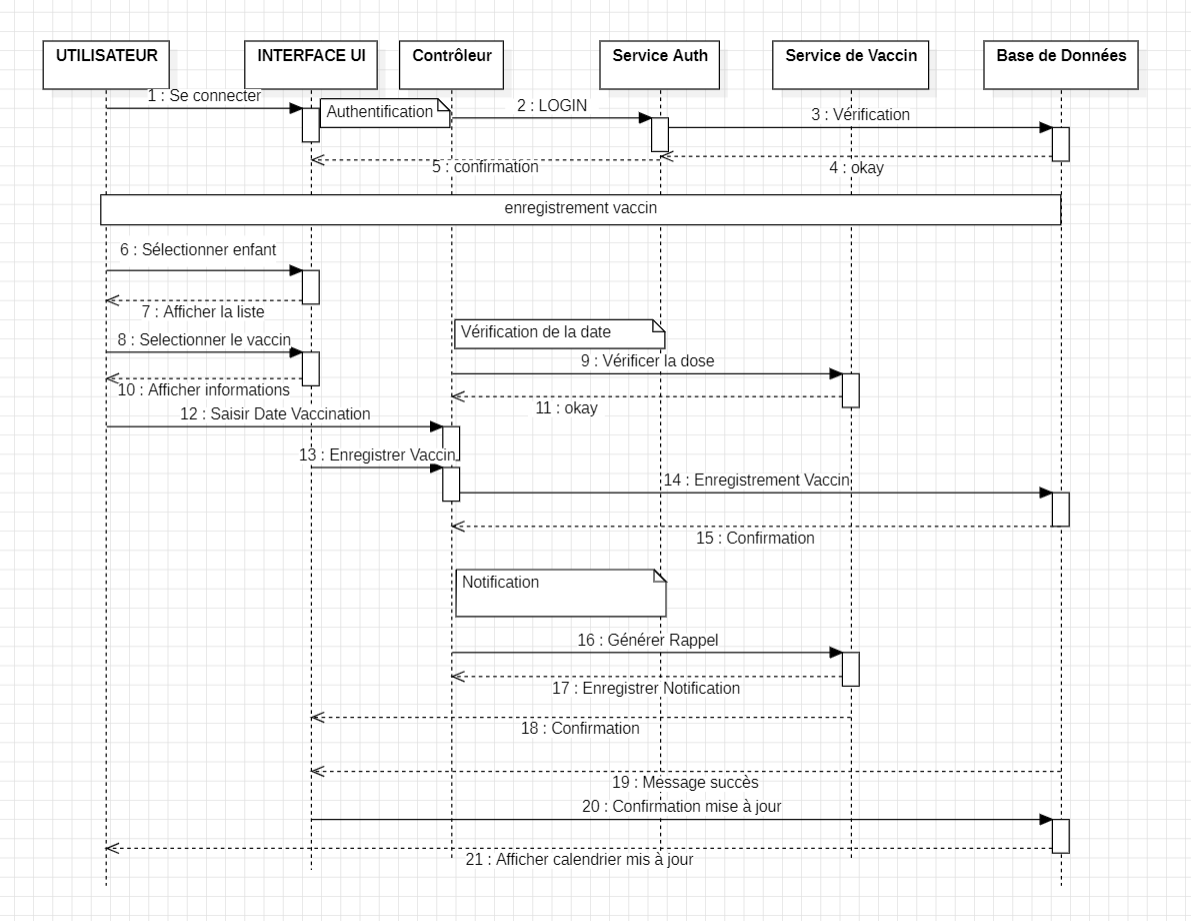 UTILISATEUR
INTERFACE UI
Contrôleur
Service Auth
Service de Vaccin
Base de Données
1 : Se connecter
Authentification
2 : LOGIN
3 : Vérification
5 : confirmation
4 : okay
enregistrement vaccin
6 : Sélectionner enfant
7 : Afficher la liste
Vérification de la date
8 : Selectionner le vaccin
9 : Vérificer la dose
10 : Afficher informations
11 : okay
12 : Saisir Date Vaccination
13 : Enregistrer Vaccin
14 : Enregistrement Vaccin
15 : Confirmation
Notification
16 : Générer Rappel
17 : Enregistrer Notification
18 : Confirmation
19 : Message succès
20 : Confirmation mise à jour
21 : Afficher calendrier mis à jour